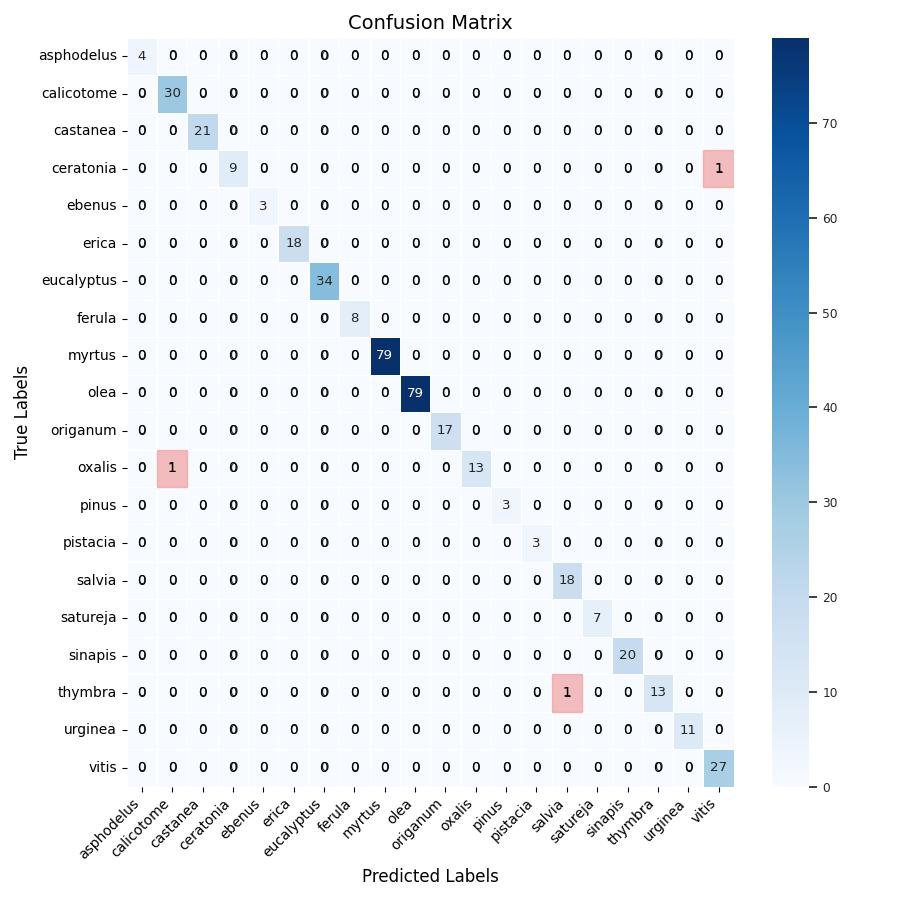 Confusion Matrix
asphodelus 4 0 0 0 0 0 0 0 0 0 0 0 0 0 0 0 0 0 0 0
calicotome 0 30 0 0 0 0 0 0 0 0 0 0 0 0 0 0 0 0 0 0
castanea 0 0 21 0 0 0 0 0 0 0 0 0 0 0 0 0 0 0 0 0
ceratonia 0 0 0 9 0 0 0 0 0 0 0 0 0 0 0 0 0 0 0 1
ebenus 0 0 0 0 3 0 0 0 0 0 0 0 0 0 0 0 0 0 0 0
erica 0 0 0 0 0 18 0 0 0 0 0 0 0 0 0 0 0 0 0 0
eucalyptus 0 0 0 0 0 0 34 0 0 0 0 0 0 0 0 0 0 0 0 0
ferula 0 0 0 0 0 0 0 8 0 0 0 0 0 0 0 0 0 0 0 0
myrtus 0 0 0 0 0 0 0 0 79 0 0 0 0 0 0 0 0 0 0 0
olea 0 0 0 0 0 0 0 0 0 79 0 0 0 0 0 0 0 0 0 0
origanum 0 0 0 0 0 0 0 0 0 0 17 0 0 0 0 0 0 0 0 0
oxalis 0 1 0 0 0 0 0 0 0 0 0 13 0 0 0 0 0 0 0 0
pinus 0 0 0 0 0 0 0 0 0 0 0 0 3 0 0 0 0 0 0 0
pistacia 0 0 0 0 0 0 0 0 0 0 0 0 0 3 0 0 0 0 0 0
salvia 0 0 0 0 0 0 0 0 0 0 0 0 0 0 18 0 0 0 0 0
satureja 0 0 0 0 0 0 0 0 0 0 0 0 0 0 0 7 0 0 0 0
sinapis 0 0 0 0 0 0 0 0 0 0 0 0 0 0 0 0 20 0 0 0
thymbra 0 0 0 0 0 0 0 0 0 0 0 0 0 0 1 0 0 13 0 0
urginea 0 0 0 0 0 0 0 0 0 0 0 0 0 0 0 0 0 0 11 0
vitis 0 0 0 0 0 0 0 0 0 0 0 0 0 0 0 0 0 0 0 27
asphodelus calicotome castanea ceratonia ebenus erica eucalyptus ferula myrtus olea origanum oxalis pinus pistacia salvia satureja sinapis thymbra urginea vitis
Predicted Labels
True Labels
70
60
50
40
30
20
10
0